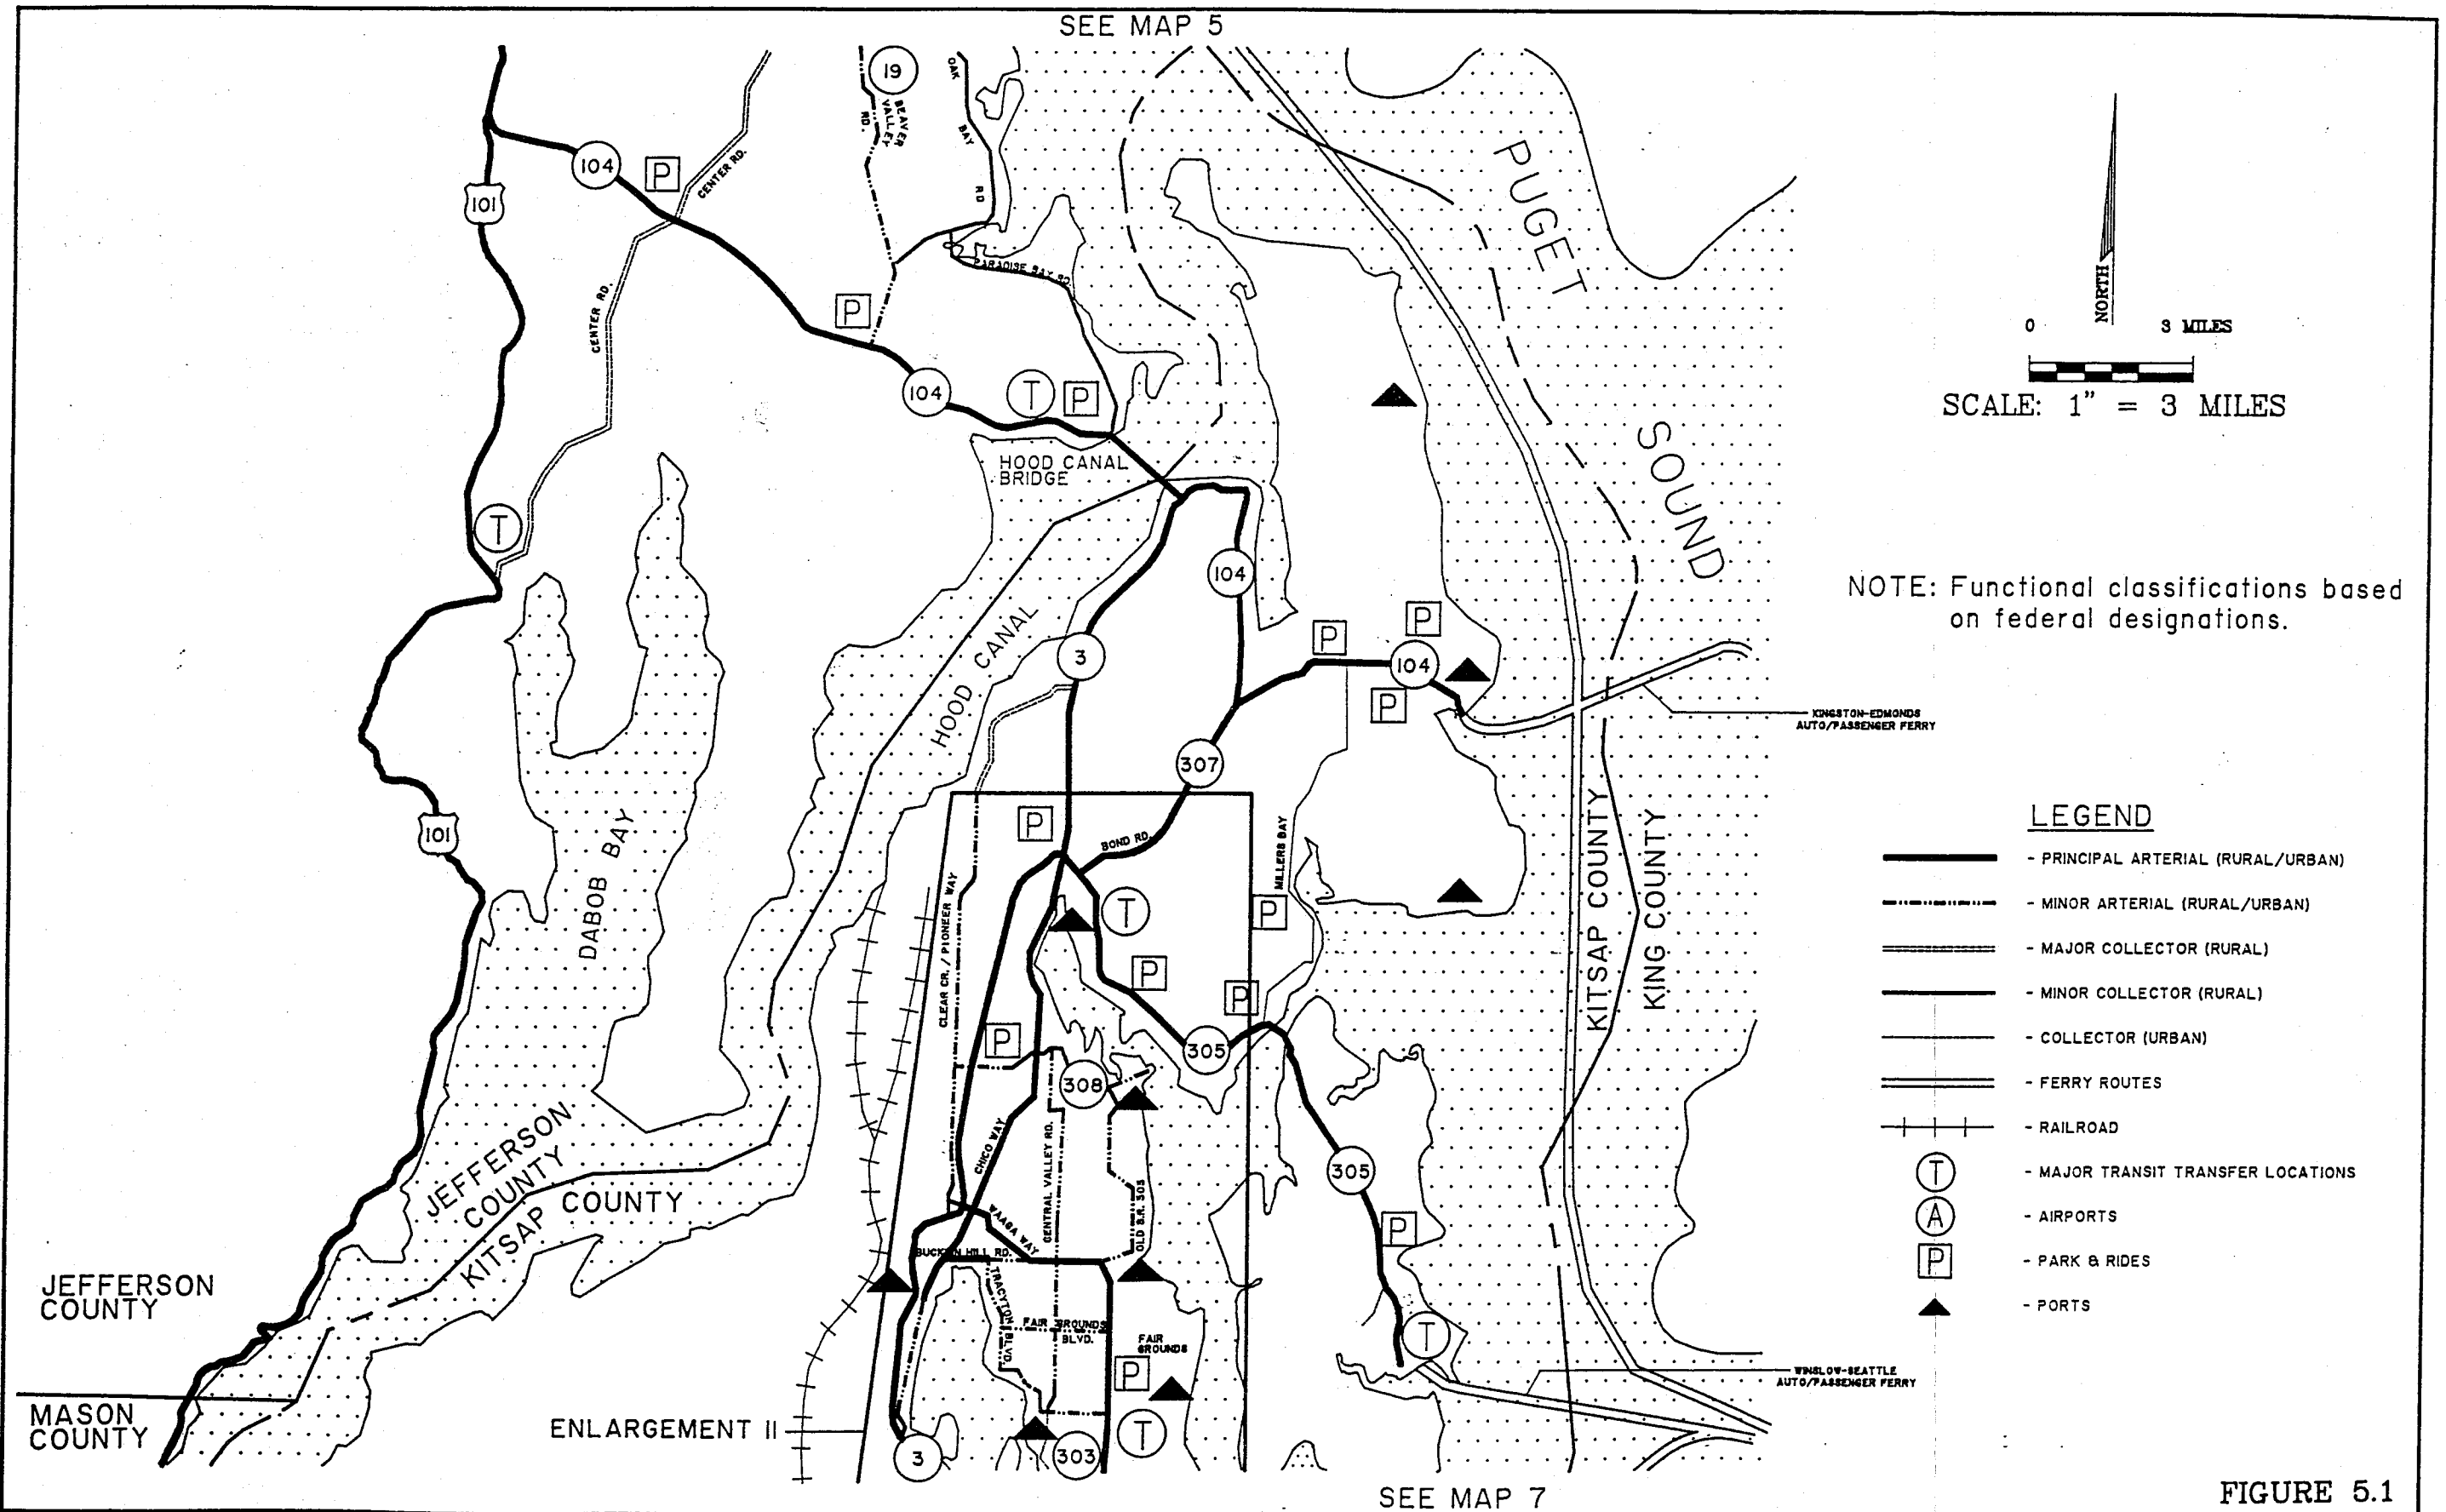 SEE MAP 5
19
BEAVER
VALLEY
RD.
OAK
BAY
RD
104
P
CENTER RD.
101
PUGET
SOUND
NORTH
0 3 MILES
SCALE: 1" = 3 MILES
PARADISE BAY RD
CENTER RD.
P
104
T
P
HOOD CANAL
BRIDGE
T
104
NOTE: Functional classifications based
on federal designations.
HOOD CANAL
3
P
P
104
P
KINGSTON-EDMONDS
AUTO/PASSENGER FERRY
307
101
DABOB BAY
P
BOND RD.
MILLERS BAY
KITSAP COUNTY
KING COUNTY
CLEAR CR. / PIONEER WAY
T
P
P
P
P
305
308
CHICO WAY
CENTRAL VALLEY RD.
OLD S.R. 303
305
P
WAAGA WAY
BUCKLIN HILL RD.
TRACYTON BLVD.
FAIR GROUNDS
BLVD.
FAIR
GROUNDS
P
T
T
WINSLOW-SEATTLE
AUTO/PASSENGER FERRY
JEFFERSON
COUNTY
KITSAP COUNTY
JEFFERSON
COUNTY
MASON
COUNTY
ENLARGEMENT II
3
303
LEGEND
- PRINCIPAL ARTERIAL (RURAL/URBAN)
- MINOR ARTERIAL (RURAL/URBAN)
- MAJOR COLLECTOR (RURAL)
- MINOR COLLECTOR (RURAL)
- COLLECTOR (URBAN)
- FERRY ROUTES
- RAILROAD
T - MAJOR TRANSIT TRANSFER LOCATIONS
A - AIRPORTS
P - PARK & RIDES
- PORTS
SEE MAP 7
FIGURE 5.1